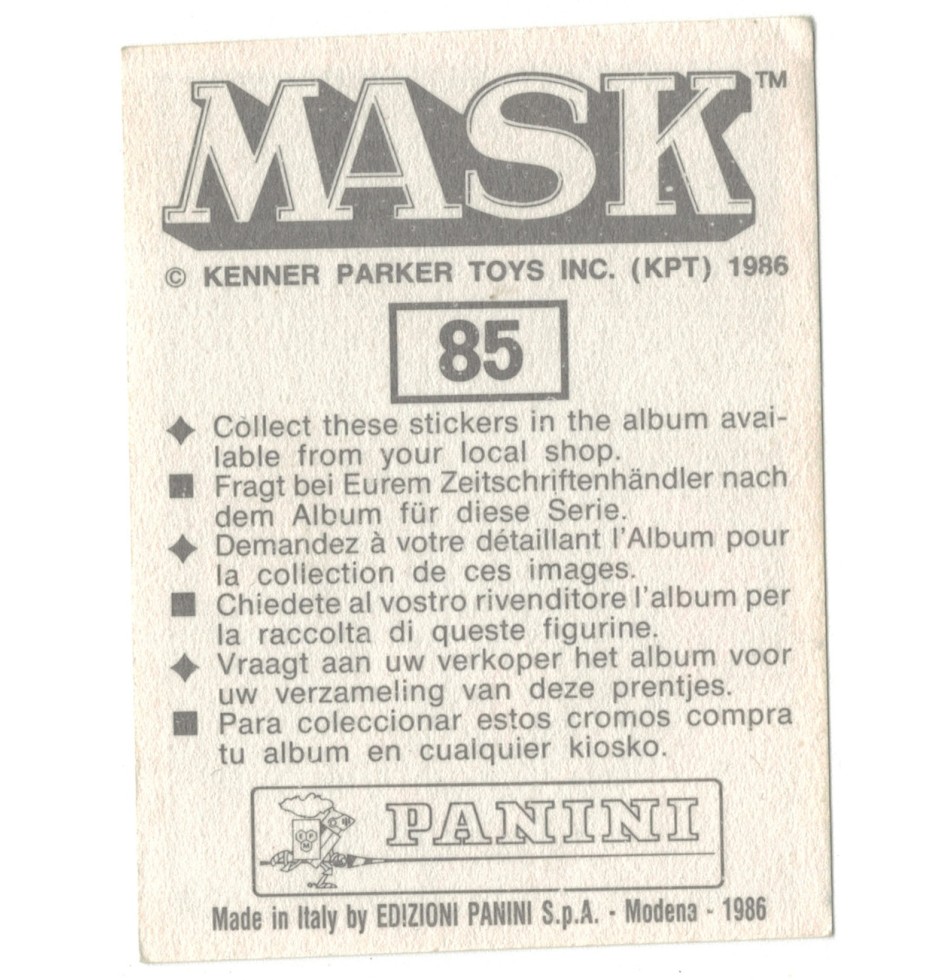 MASK™
© KENNER PARKER TOYS INC. (KPT) 1986
85
Collect these stickers in the album avai-
lable from your local shop.
Fragt bei Eurem Zeitschriftenhändler nach
dem Album für diese Serie.
Demandez à votre détaillant l'Album pour
la collection de ces images.
Chiedete al vostro rivenditore l'album per
la raccolta di queste figurine.
Vraagt aan uw verkoper het album voor
uw verzameling van deze prentjes.
Para coleccionar estos cromos compra
tu album en cualquier kiosko.
PANINI
Made in Italy by EDIZIONI PANINI S.p.A. - Modena - 1986